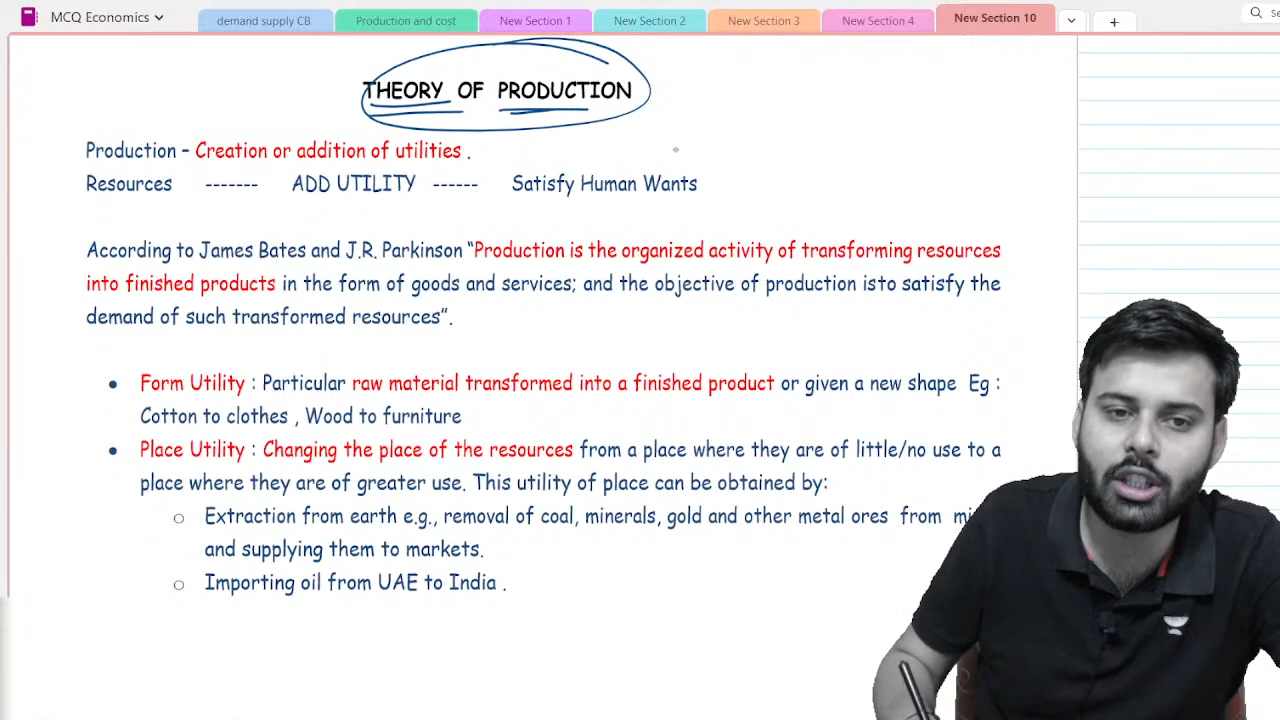 MCQ Economics
demand supply CB
Production and cost
New Section 1
New Section 2
New Section 3
New Section 4
New Section 10
THEORY OF PRODUCTION
Production – Creation or addition of utilities .
Resources ------- ADD UTILITY ------ Satisfy Human Wants
According to James Bates and J.R. Parkinson “Production is the organized activity of transforming resources
into finished products in the form of goods and services; and the objective of production isto satisfy the
demand of such transformed resources”.
• Form Utility : Particular raw material transformed into a finished product or given a new shape Eg :
Cotton to clothes , Wood to furniture
• Place Utility : Changing the place of the resources from a place where they are of little/no use to a
place where they are of greater use. This utility of place can be obtained by:
○ Extraction from earth e.g., removal of coal, minerals, gold and other metal ores from
and supplying them to markets.
○ Importing oil from UAE to India .